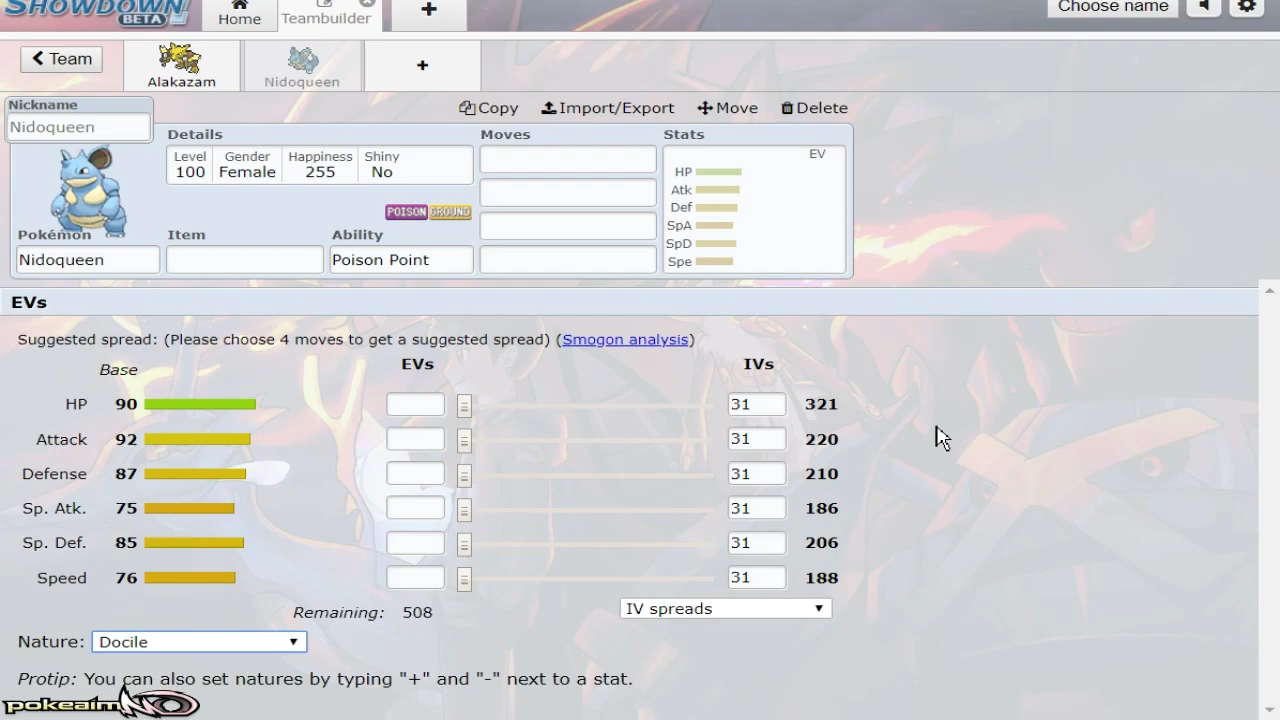 SHOWDOWN
BETA
Home
Teambuilder
+
Choose name
Team
Alakazam
Nidoqueen
+
Nickname
Nidoqueen
Copy
Import/Export
Move
Delete
Details
Moves
Stats
Level
Gender
Happiness
Shiny
100
Female
255
No
EV
HP
Atk
Def
SpA
SpD
Spe
POISON GROUND
Pokémon
Item
Ability
Nidoqueen
Poison Point
EVs
Suggested spread: (Please choose 4 moves to get a suggested spread) (Smogon analysis)
Base
EVs
IVs
HP 90 31 321
Attack 92 31 220
Defense 87 31 210
Sp. Atk. 75 31 186
Sp. Def. 85 31 206
Speed 76 31 188
Remaining: 508
IV spreads
Nature: Docile
Protip: You can also set natures by typing "+" and "-" next to a stat.
pokeaimMD